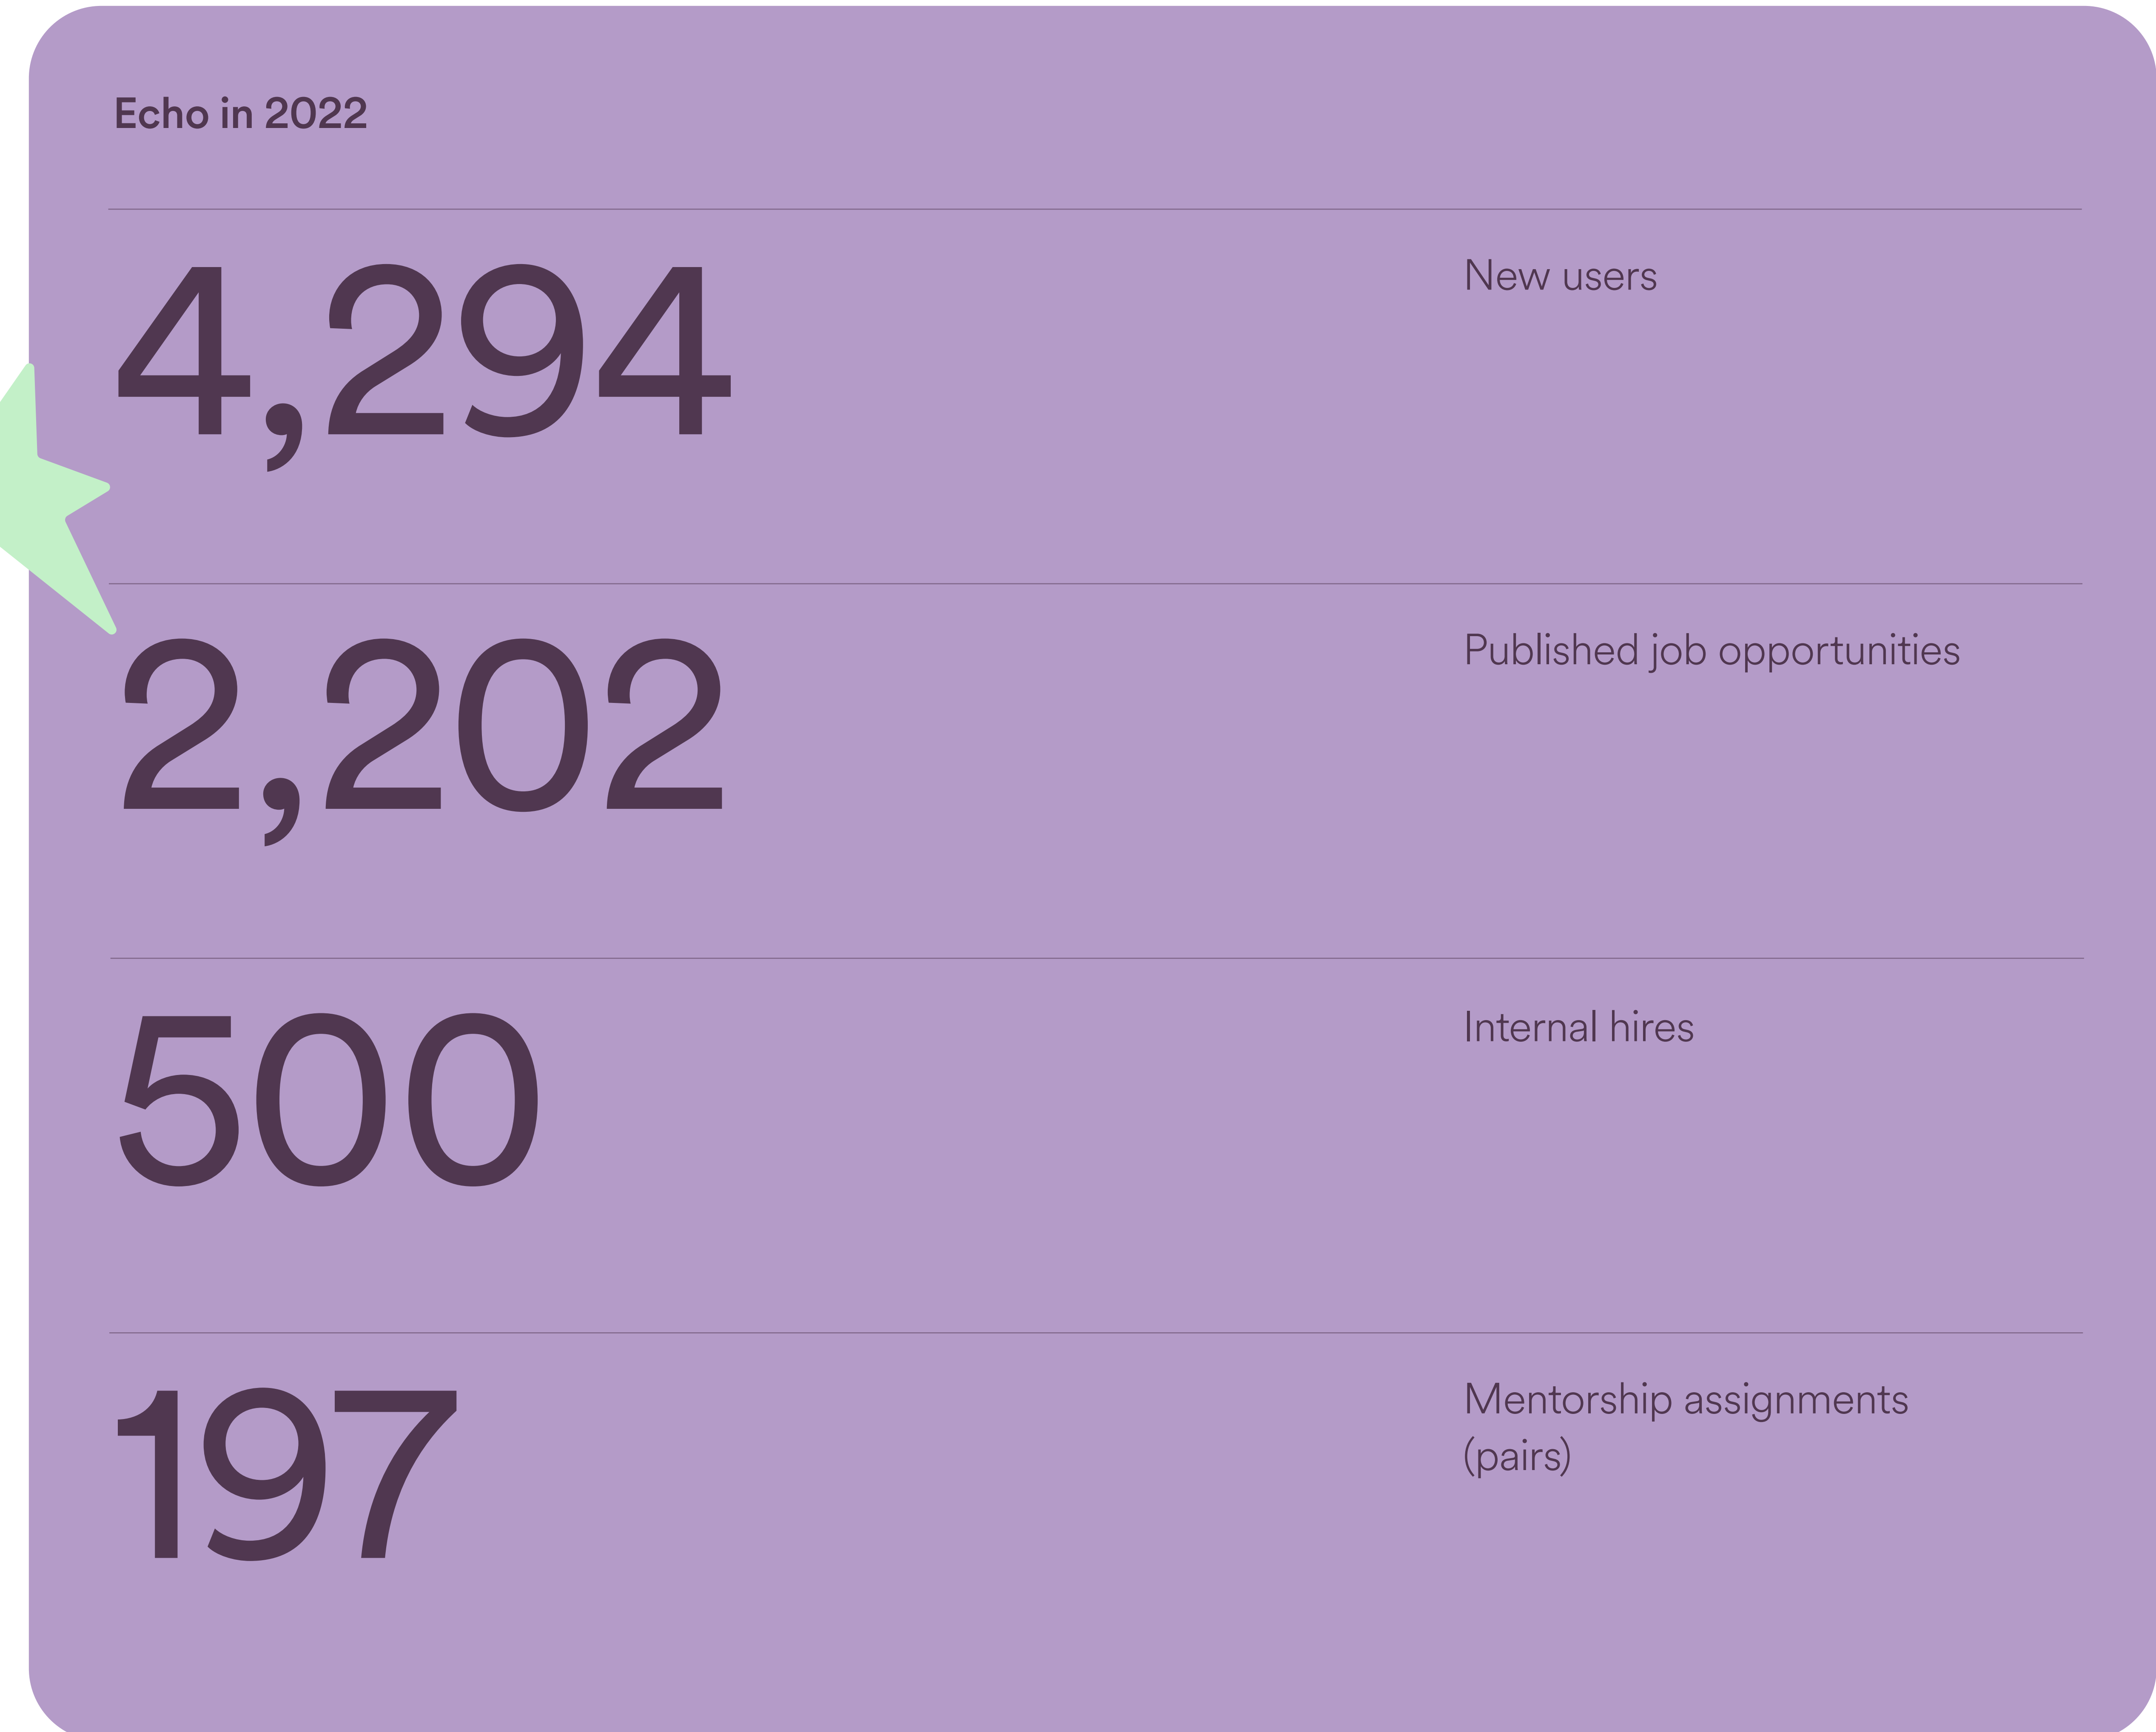 Echo in 2022
4,294
New users
2,202
Published job opportunities
500
Internal hires
197
Mentorship assignments
(pairs)